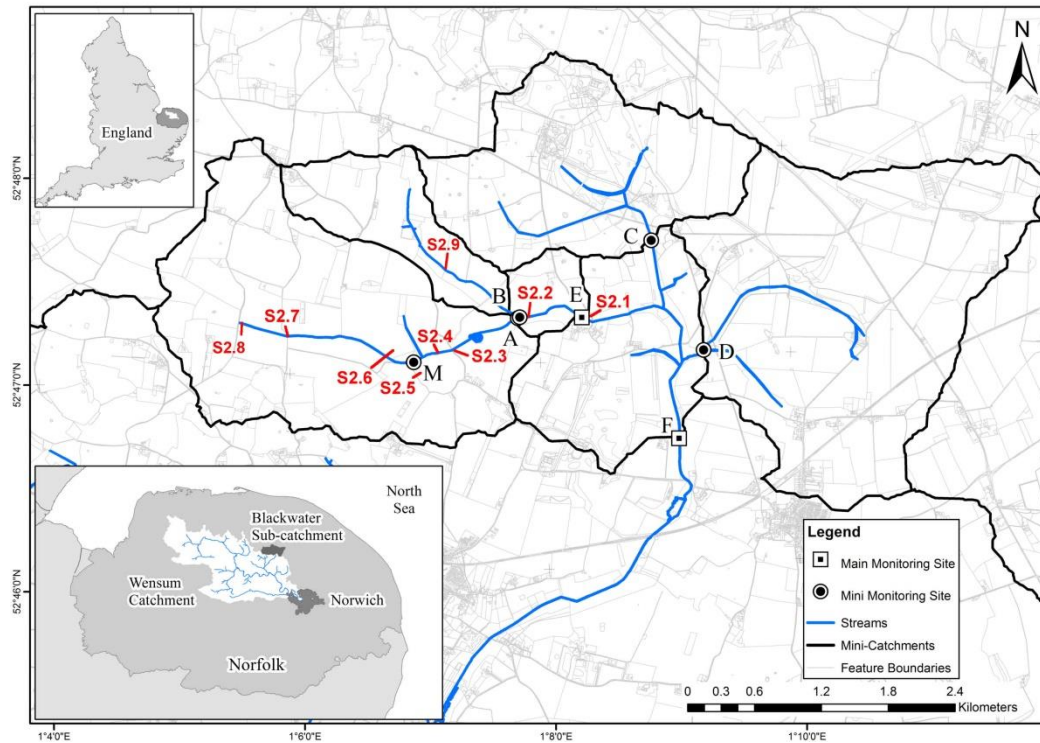 England
N
52°48'0"N
52°47'0"N
52°46'0"N
C
S2.9
B
S2.2
E
S2.1
A
S2.7
S2.8
S2.4
S2.3
S2.6
M
S2.5
D
F
North
Sea
Blackwater
Sub-catchment
Wensum
Catchment
Norwich
Norfolk
Legend
Main Monitoring Site
Mini Monitoring Site
Streams
Mini-Catchments
Feature Boundaries
0 0.3 0.6 1.2 1.8 2.4
Kilometers
1°4'0"E 1°6'0"E 1°8'0"E 1°10'0"E